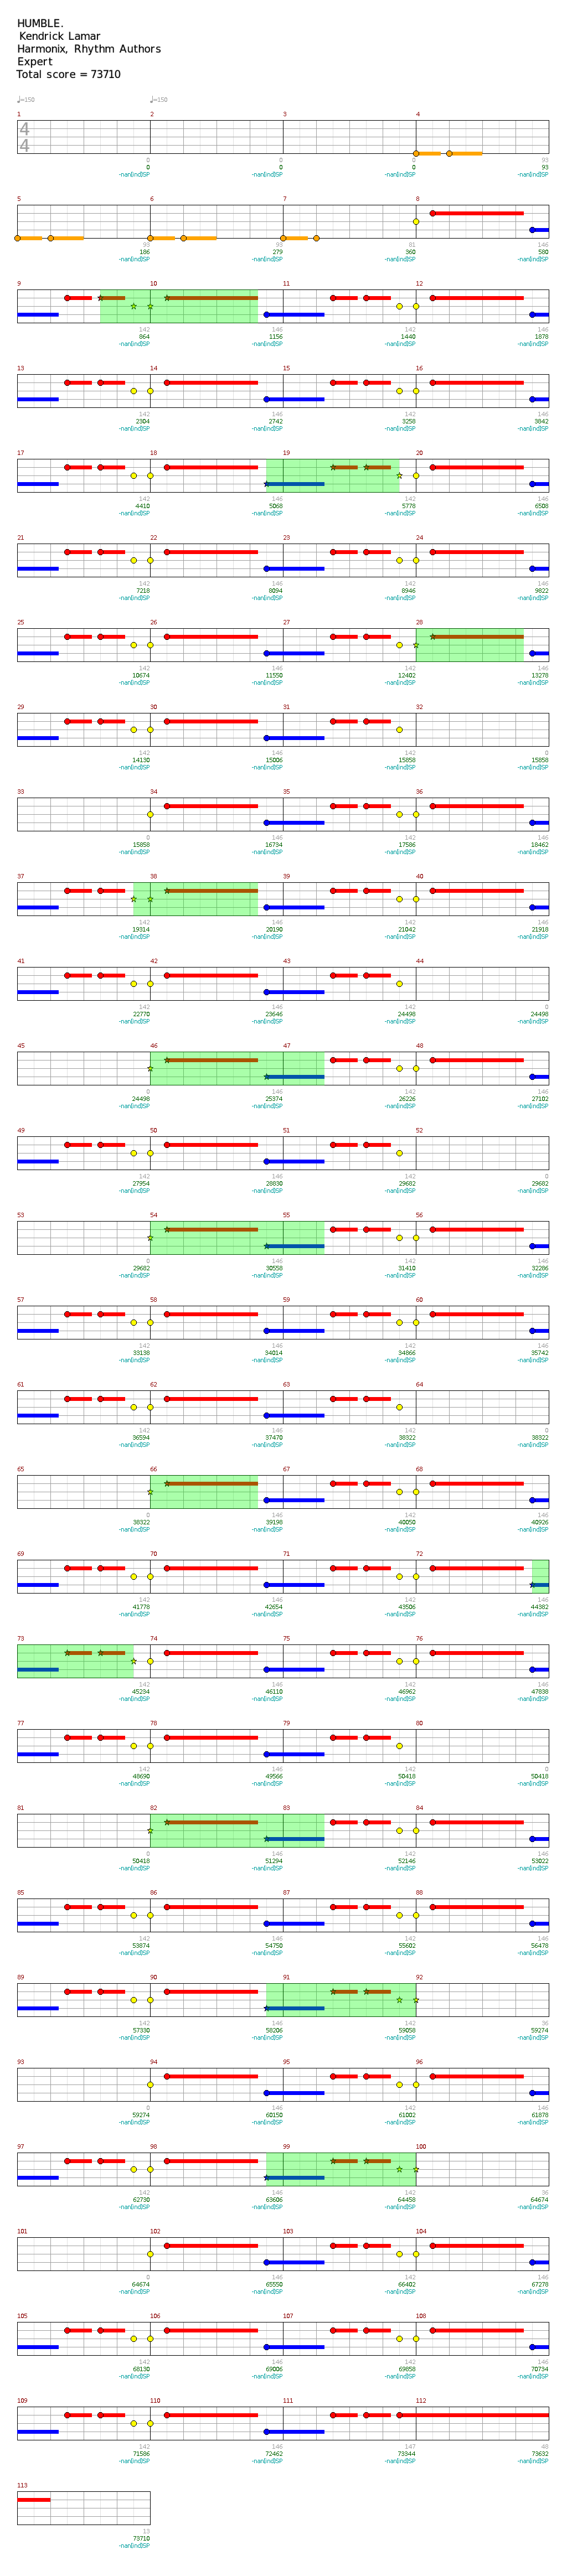 HUMBLE.
Kendrick Lamar
Harmonix, Rhythm Authors
Expert
Total score = 73710
♩=150 ♩=150
1 2 3 4
4
4
0 0 0 93
0 0 0 93
-nan(ind)SP -nan(ind)SP -nan(ind)SP -nan(ind)SP
5 6 7 8
93 93 81 146
186 279 360 580
-nan(ind)SP -nan(ind)SP -nan(ind)SP -nan(ind)SP
9 10 11 12
142 146 142 146
864 1156 1440 1878
-nan(ind)SP -nan(ind)SP -nan(ind)SP -nan(ind)SP
13 14 15 16
142 146 142 146
2304 2742 3258 3842
-nan(ind)SP -nan(ind)SP -nan(ind)SP -nan(ind)SP
17 18 19 20
142 146 142 146
4410 5068 5778 6508
-nan(ind)SP -nan(ind)SP -nan(ind)SP -nan(ind)SP
21 22 23 24
142 146 142 146
7218 8094 8946 9822
-nan(ind)SP -nan(ind)SP -nan(ind)SP -nan(ind)SP
25 26 27 28
142 146 142 146
10674 11550 12402 13278
-nan(ind)SP -nan(ind)SP -nan(ind)SP -nan(ind)SP
29 30 31 32
142 146 142 0
14130 15006 15858 15858
-nan(ind)SP -nan(ind)SP -nan(ind)SP -nan(ind)SP
33 34 35 36
0 146 142 146
15858 16734 17586 18462
-nan(ind)SP -nan(ind)SP -nan(ind)SP -nan(ind)SP
37 38 39 40
142 146 142 146
19314 20190 21042 21918
-nan(ind)SP -nan(ind)SP -nan(ind)SP -nan(ind)SP
41 42 43 44
142 146 142 0
22770 23646 24498 24498
-nan(ind)SP -nan(ind)SP -nan(ind)SP -nan(ind)SP
45 46 47 48
0 146 142 146
24498 25374 26226 27102
-nan(ind)SP -nan(ind)SP -nan(ind)SP -nan(ind)SP
49 50 51 52
142 146 142 0
27954 28830 29682 29682
-nan(ind)SP -nan(ind)SP -nan(ind)SP -nan(ind)SP
53 54 55 56
0 146 142 146
29682 30558 31410 32286
-nan(ind)SP -nan(ind)SP -nan(ind)SP -nan(ind)SP
57 58 59 60
142 146 142 146
33138 34014 34866 35742
-nan(ind)SP -nan(ind)SP -nan(ind)SP -nan(ind)SP
61 62 63 64
142 146 142 0
36594 37470 38322 38322
-nan(ind)SP -nan(ind)SP -nan(ind)SP -nan(ind)SP
65 66 67 68
0 146 142 146
38322 39198 40050 40926
-nan(ind)SP -nan(ind)SP -nan(ind)SP -nan(ind)SP
69 70 71 72
142 146 142 146
41778 42654 43506 44382
-nan(ind)SP -nan(ind)SP -nan(ind)SP -nan(ind)SP
73 74 75 76
142 146 142 146
45234 46110 46962 47838
-nan(ind)SP -nan(ind)SP -nan(ind)SP -nan(ind)SP
77 78 79 80
142 146 142 0
48690 49566 50418 50418
-nan(ind)SP -nan(ind)SP -nan(ind)SP -nan(ind)SP
81 82 83 84
0 146 142 146
50418 51294 52146 53022
-nan(ind)SP -nan(ind)SP -nan(ind)SP -nan(ind)SP
85 86 87 88
142 146 142 146
53874 54750 55602 56478
-nan(ind)SP -nan(ind)SP -nan(ind)SP -nan(ind)SP
89 90 91 92
142 146 142 36
57330 58206 59058 59274
-nan(ind)SP -nan(ind)SP -nan(ind)SP -nan(ind)SP
93 94 95 96
0 146 142 146
59274 60150 61002 61878
-nan(ind)SP -nan(ind)SP -nan(ind)SP -nan(ind)SP
97 98 99 100
142 146 142 36
62730 63606 64458 64674
-nan(ind)SP -nan(ind)SP -nan(ind)SP -nan(ind)SP
101 102 103 104
0 146 142 146
64674 65550 66402 67278
-nan(ind)SP -nan(ind)SP -nan(ind)SP -nan(ind)SP
105 106 107 108
142 146 142 146
68130 69006 69858 70734
-nan(ind)SP -nan(ind)SP -nan(ind)SP -nan(ind)SP
109 110 111 112
142 146 147 48
71586 72462 73344 73632
-nan(ind)SP -nan(ind)SP -nan(ind)SP -nan(ind)SP
113
13
73710
-nan(ind)SP